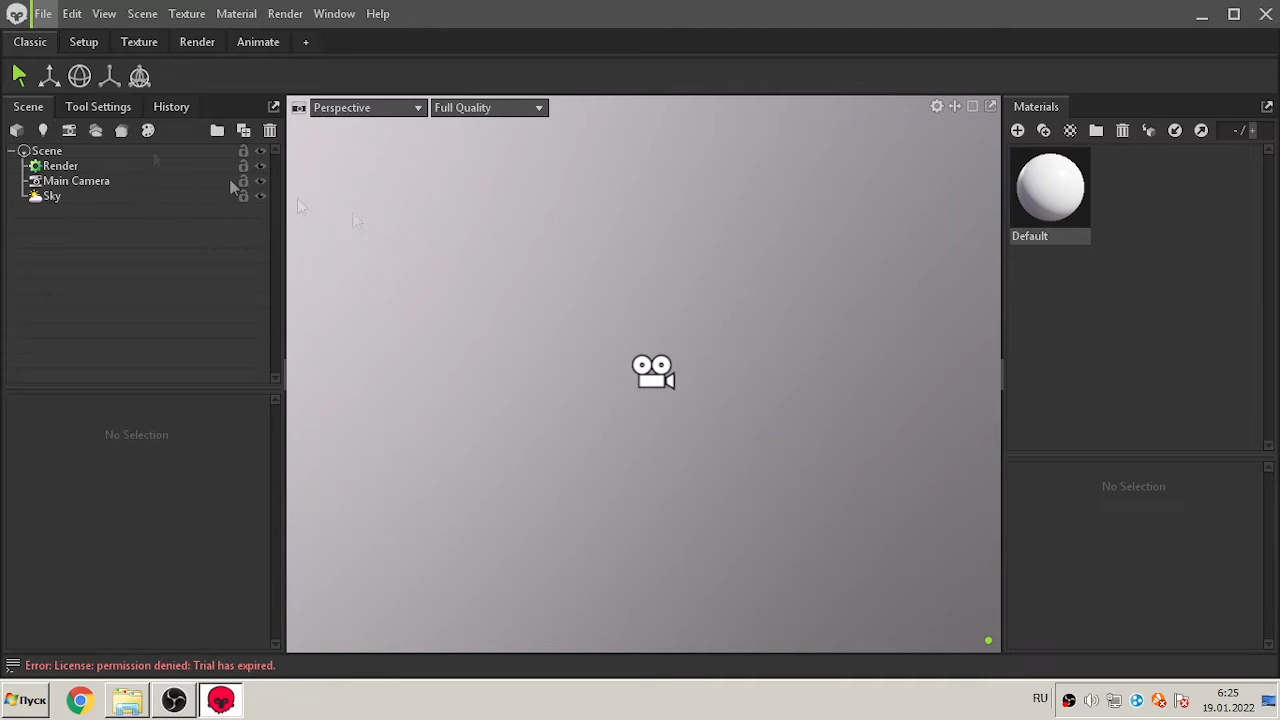 File Edit View Scene Texture Material Render Window Help
Classic Setup Texture Render Animate +
Scene Tool Settings History
Perspective Full Quality
Materials
- /
Scene
Render
Main Camera
Sky
Default
No Selection
No Selection
Error: License: permission denied: Trial has expired.
Пуск
RU
6:25
19.01.2022